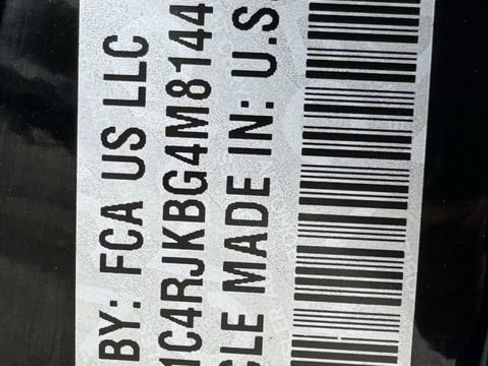 BY: FCA US LLC
1C4RJKBG4M8144
CLE MADE IN: U.S